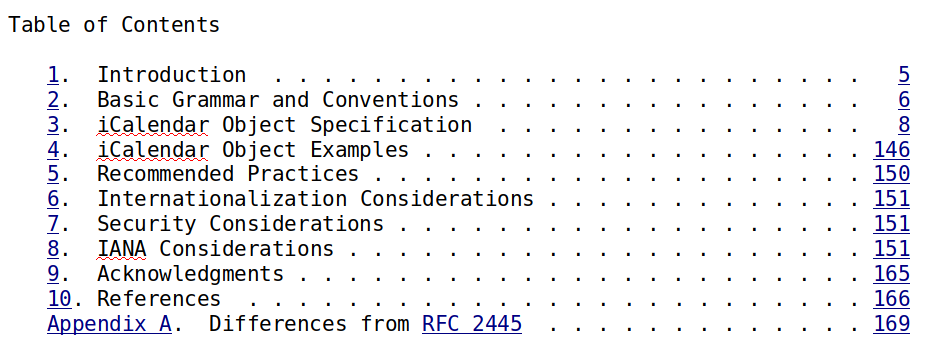 Table of Contents
1.  Introduction  . . . . . . . . . . . . . . . . . . . . . . . .   5
2.  Basic Grammar and Conventions . . . . . . . . . . . . . . . .   6
3.  iCalendar Object Specification  . . . . . . . . . . . . . . .   8
4.  iCalendar Object Examples . . . . . . . . . . . . . . . . . . 146
5.  Recommended Practices . . . . . . . . . . . . . . . . . . . . 150
6.  Internationalization Considerations . . . . . . . . . . . . . 151
7.  Security Considerations . . . . . . . . . . . . . . . . . . . 151
8.  IANA Considerations . . . . . . . . . . . . . . . . . . . . . 151
9.  Acknowledgments . . . . . . . . . . . . . . . . . . . . . . . 165
10. References  . . . . . . . . . . . . . . . . . . . . . . . . . 166
Appendix A.  Differences from RFC 2445  . . . . . . . . . . . . . 169